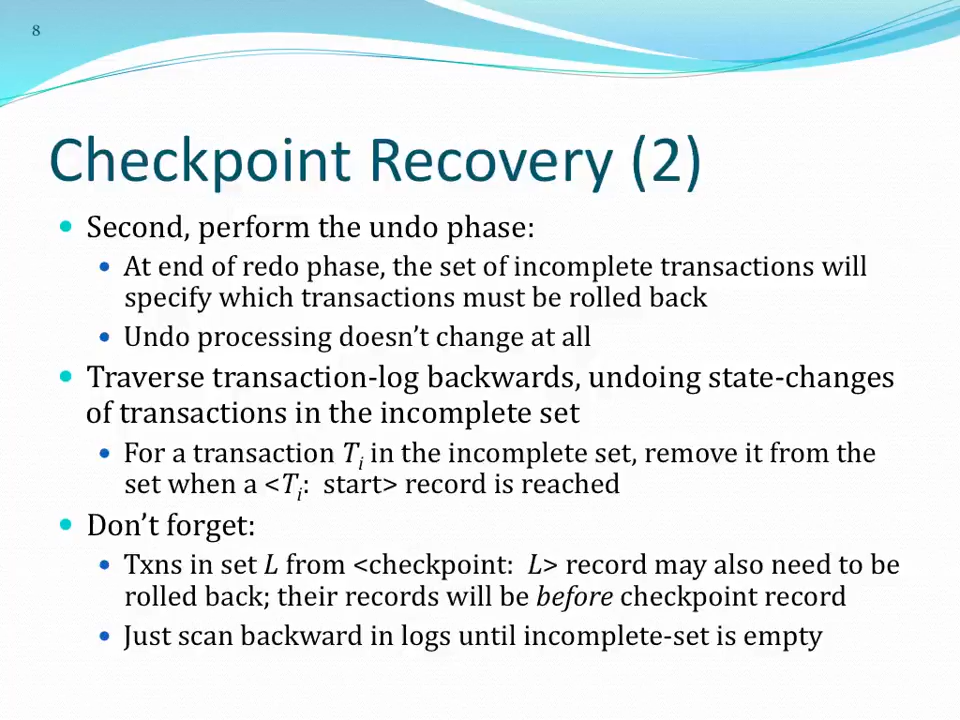 8
Checkpoint Recovery (2)
Second, perform the undo phase:
At end of redo phase, the set of incomplete transactions will
specify which transactions must be rolled back
Undo processing doesn’t change at all
Traverse transaction-log backwards, undoing state-changes
of transactions in the incomplete set
For a transaction Ti in the incomplete set, remove it from the
set when a <Ti: start> record is reached
Don’t forget:
Txns in set L from <checkpoint: L> record may also need to be
rolled back; their records will be before checkpoint record
Just scan backward in logs until incomplete-set is empty